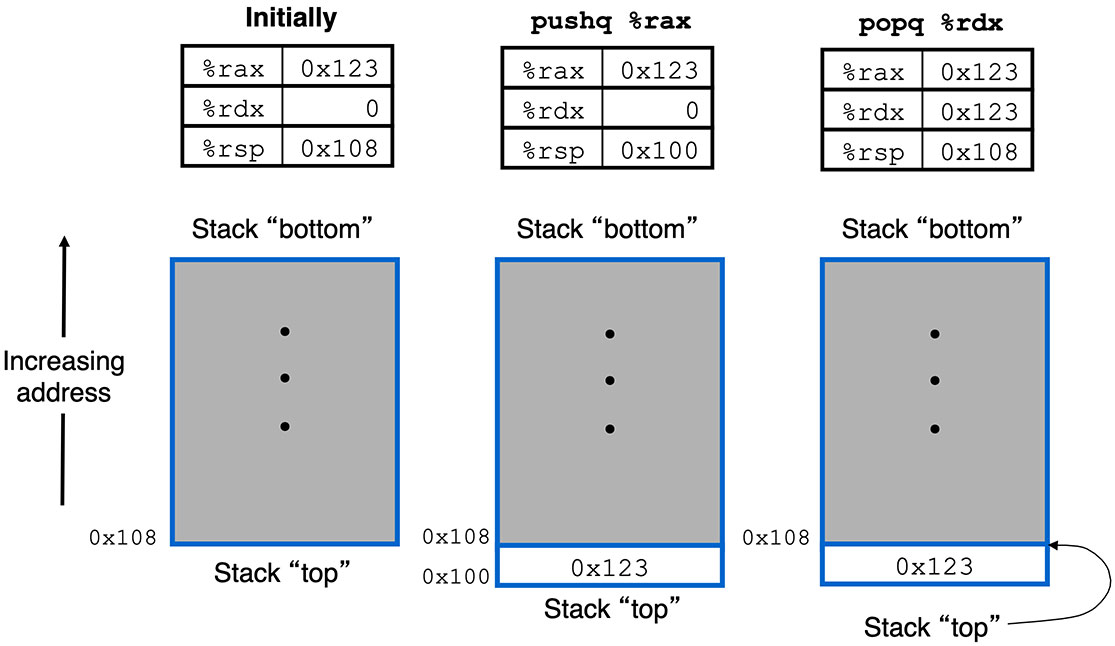 Initially
%rax 0x123
%rdx 0
%rsp 0x108
pushq %rax
%rax 0x123
%rdx 0
%rsp 0x100
popq %rdx
%rax 0x123
%rdx 0x123
%rsp 0x108
Increasing
address
Stack “bottom”
0x108
Stack “top”
Stack “bottom”
0x108
0x100
0x123
Stack “top”
Stack “bottom”
0x108
0x123
Stack “top”